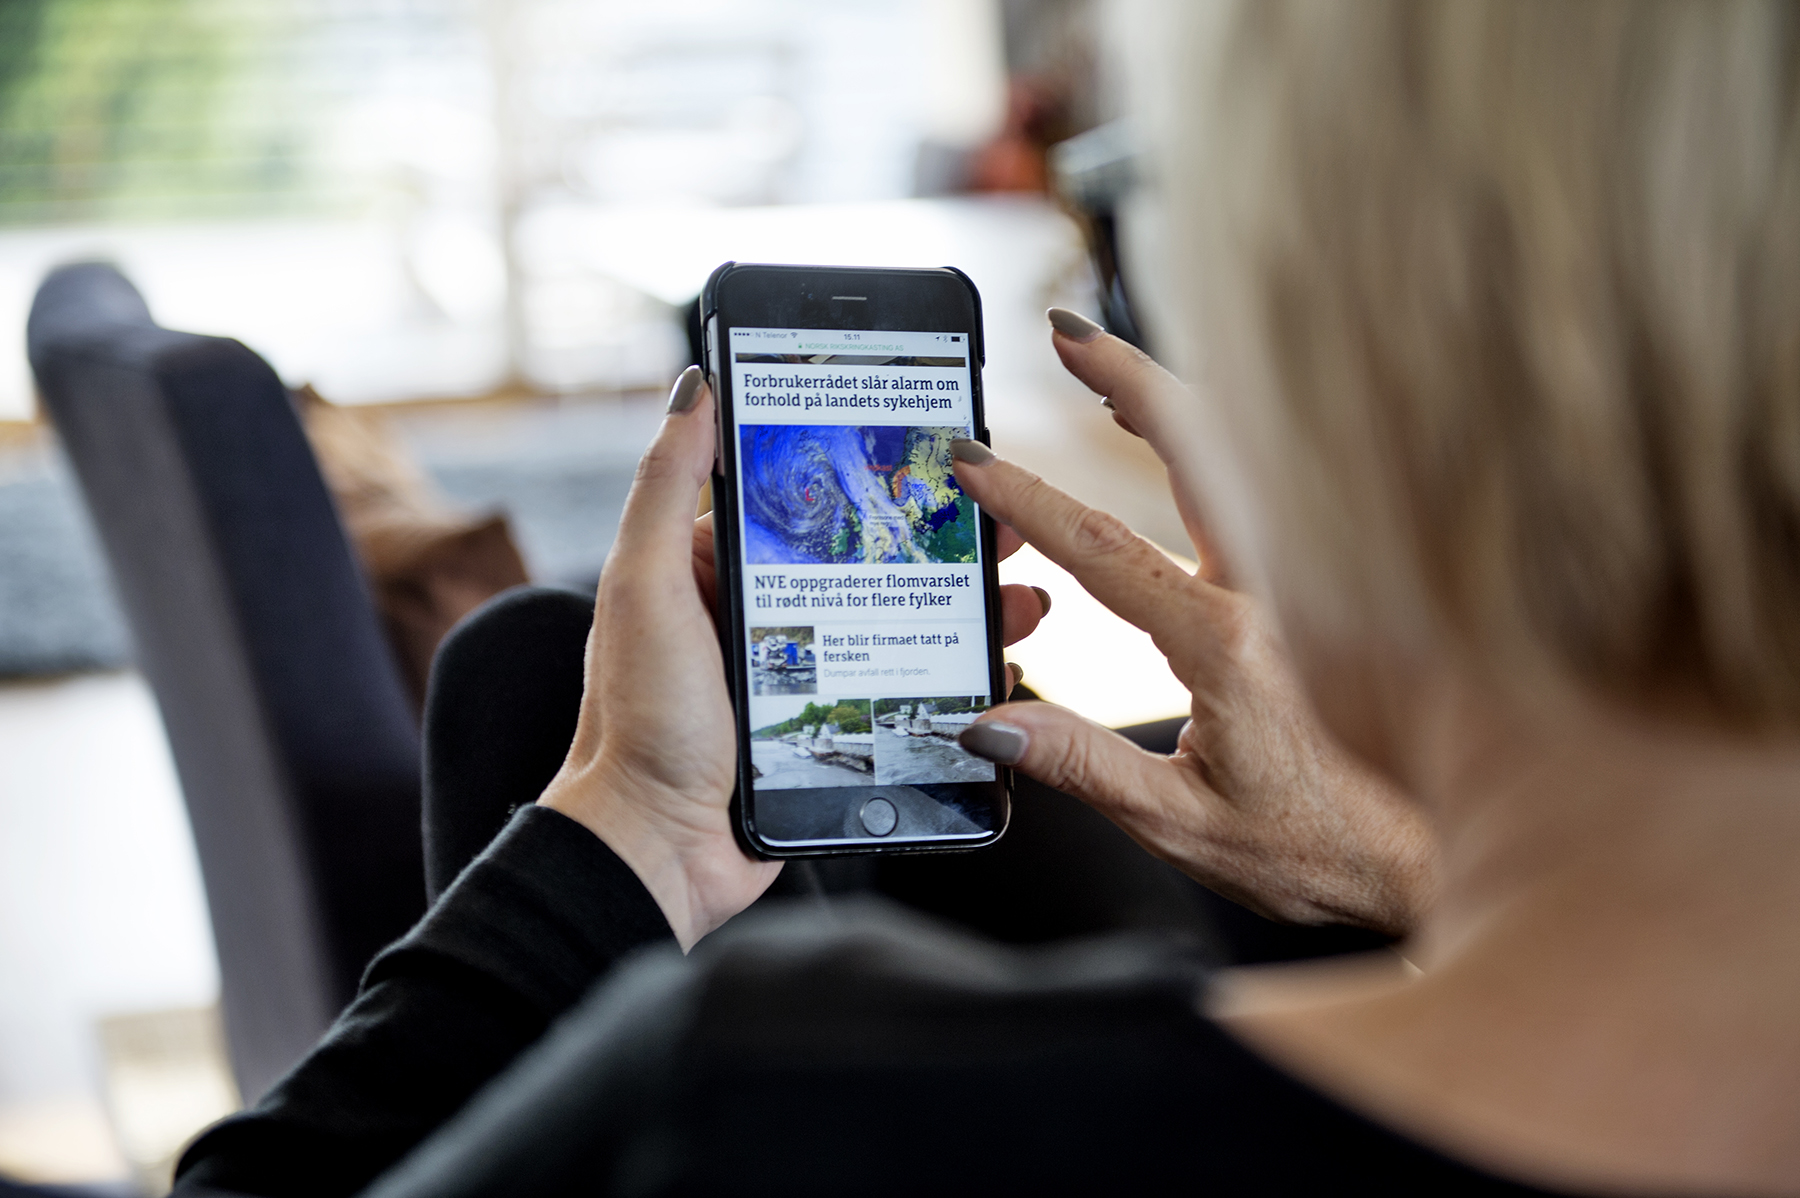 N Telenor
15.11
NORSK RIKSKRINGKASTING AS
Forbrukerrådet slår alarm om
forhold på landets sykehjem
NVE oppgraderer flomvarslet
til rødt nivå for flere fylker
Her blir firmaet tatt på
fersken
Dumpar avfall rett i fjorden.